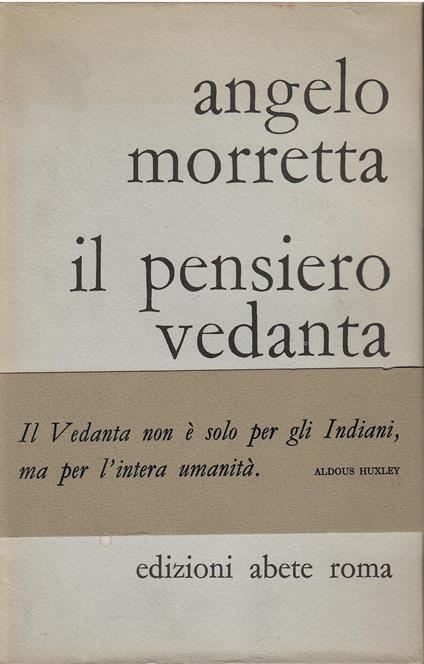 angelo
morretta
il pensiero
vedanta
Il Vedanta non è solo per gli Indiani,
ma per l'intera umanità. ALDOUS HUXLEY
edizioni abete roma